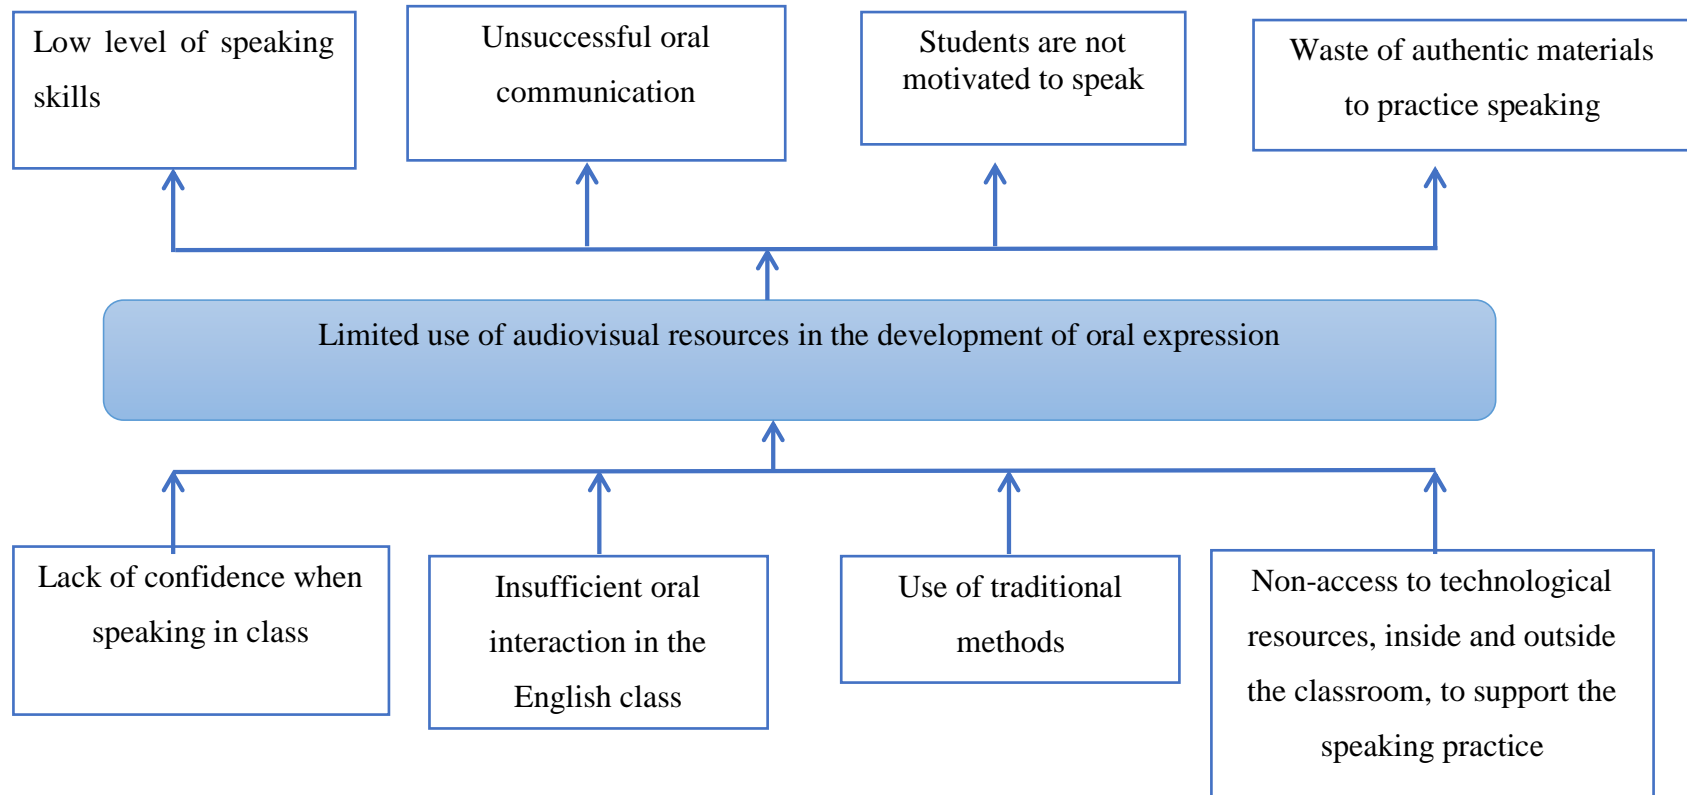 Low level of speaking
skills
Unsuccessful oral
communication
Students are not
motivated to speak
Waste of authentic materials
to practice speaking
Limited use of audiovisual resources in the development of oral expression
Lack of confidence when
speaking in class
Insufficient oral
interaction in the
English class
Use of traditional
methods
Non-access to technological
resources, inside and outside
the classroom, to support the
speaking practice